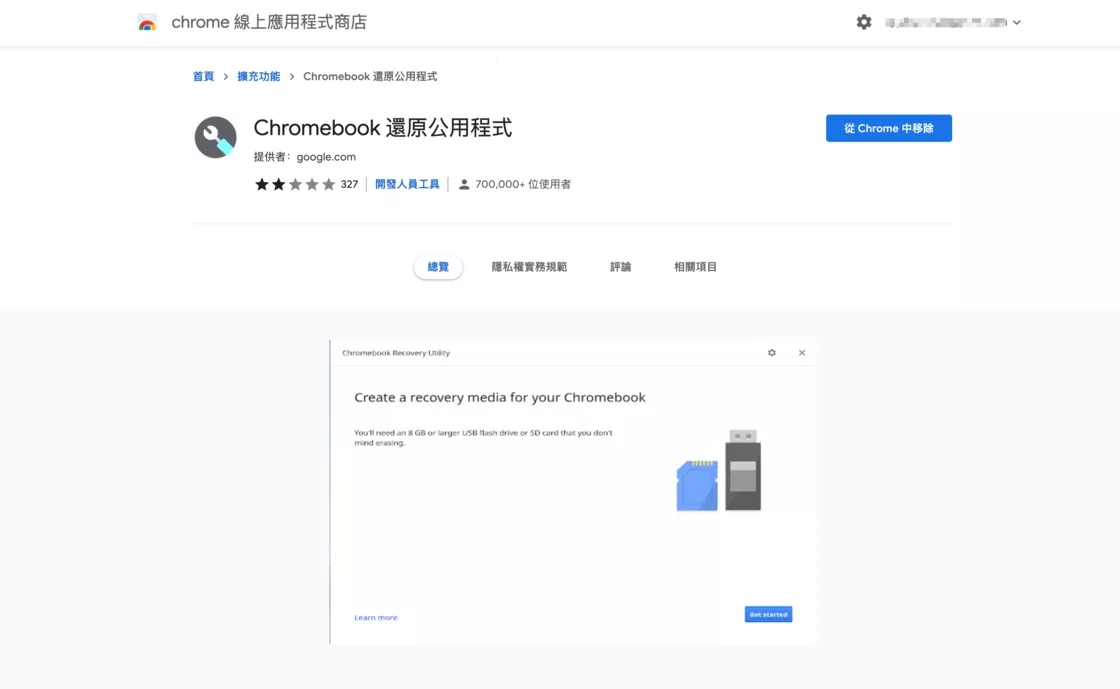 chrome 線上應用程式商店
首頁 > 擴充功能 > Chromebook 還原公用程式
Chromebook 還原公用程式
從 Chrome 中移除
提供者： google.com
327 開發人員工具 700,000+ 位使用者
總覽 隱私權實務規範 評論 相關項目
Chromebook Recovery Utility
Create a recovery media for your Chromebook
You'll need an 8 GB or larger USB flash drive or SD card that you don't
mind erasing.
Learn more
Get started